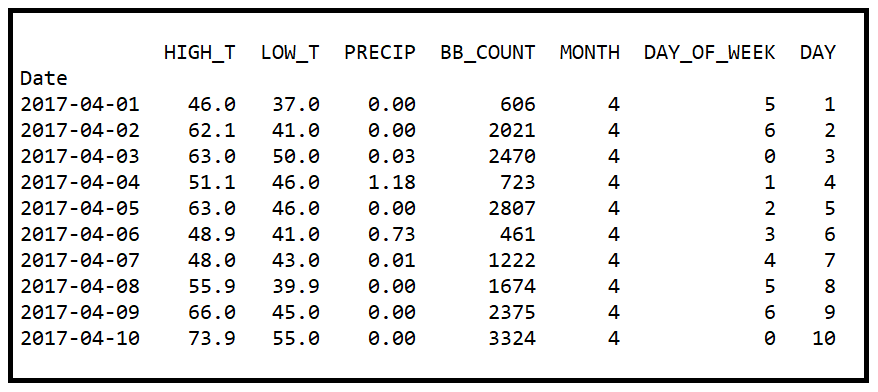 HIGH_T LOW_T PRECIP BB_COUNT MONTH DAY_OF_WEEK DAY
Date
2017-04-01 46.0 37.0 0.00 606 4 5 1
2017-04-02 62.1 41.0 0.00 2021 4 6 2
2017-04-03 63.0 50.0 0.03 2470 4 0 3
2017-04-04 51.1 46.0 1.18 723 4 1 4
2017-04-05 63.0 46.0 0.00 2807 4 2 5
2017-04-06 48.9 41.0 0.73 461 4 3 6
2017-04-07 48.0 43.0 0.01 1222 4 4 7
2017-04-08 55.9 39.9 0.00 1674 4 5 8
2017-04-09 66.0 45.0 0.00 2375 4 6 9
2017-04-10 73.9 55.0 0.00 3324 4 0 10